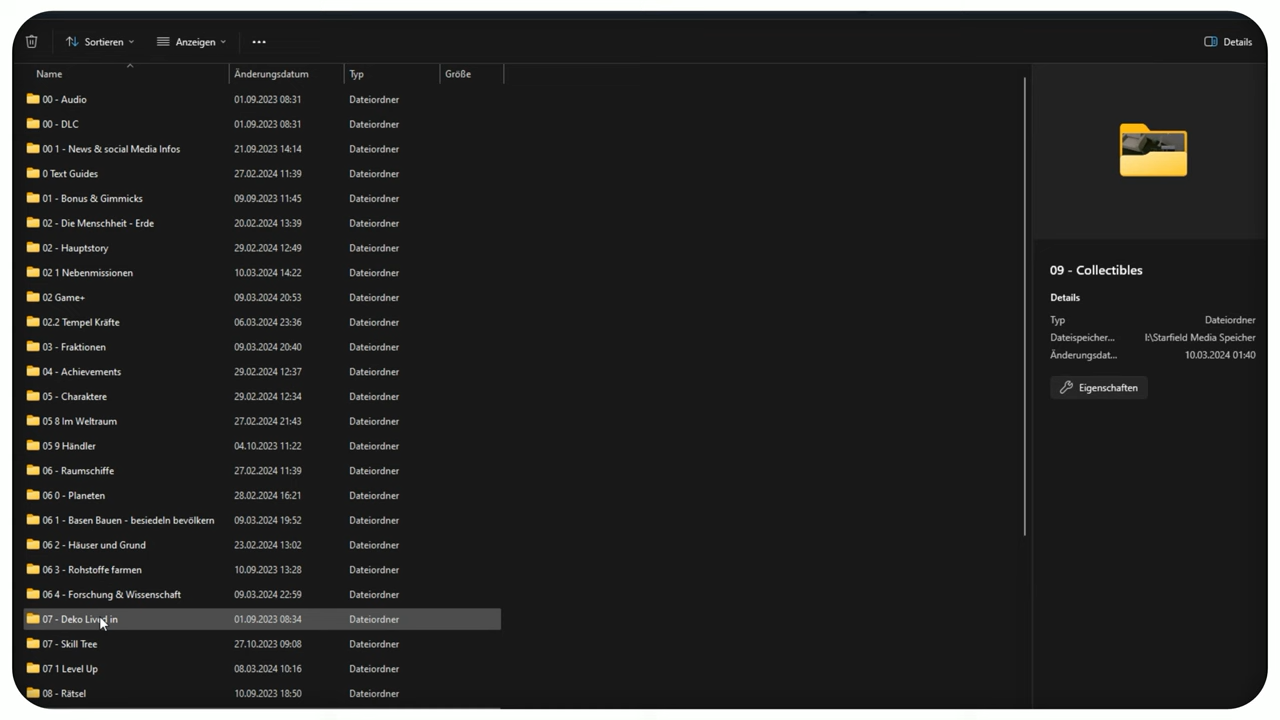 Sortieren Anzeigen ... Details
Name Änderungsdatum Typ Größe
00 - Audio 01.09.2023 08:31 Dateiordner
00 - DLC 01.09.2023 08:31 Dateiordner
00 1 - News & social Media Infos 21.09.2023 14:14 Dateiordner
0 Text Guides 27.02.2024 11:39 Dateiordner
01 - Bonus & Gimmicks 09.09.2023 11:45 Dateiordner
02 - Die Menschheit - Erde 20.02.2024 13:39 Dateiordner
02 - Hauptstory 29.02.2024 12:49 Dateiordner
02 1 Nebenmissionen 10.03.2024 14:22 Dateiordner
02 Game+ 09.03.2024 20:53 Dateiordner
02.2 Tempel Kräfte 06.03.2024 23:36 Dateiordner
03 - Fraktionen 09.03.2024 20:40 Dateiordner
04 - Achievements 29.02.2024 12:37 Dateiordner
05 - Charaktere 29.02.2024 12:34 Dateiordner
05 8 Im Weltraum 27.02.2024 21:43 Dateiordner
05 9 Händler 04.10.2023 11:22 Dateiordner
06 - Raumschiffe 27.02.2024 11:39 Dateiordner
06 0 - Planeten 28.02.2024 16:21 Dateiordner
06 1 - Basen Bauen - besiedeln bevölkern 09.03.2024 19:52 Dateiordner
06 2 - Häuser und Grund 23.02.2024 13:02 Dateiordner
06 3 - Rohstoffe farmen 10.09.2023 13:28 Dateiordner
06 4 - Forschung & Wissenschaft 09.03.2024 22:59 Dateiordner
07 - Deko Lived in 01.09.2023 08:34 Dateiordner
07 - Skill Tree 27.10.2023 09:08 Dateiordner
07 1 Level Up 08.03.2024 10:16 Dateiordner
08 - Rätsel 10.09.2023 18:50 Dateiordner
09 - Collectibles
Details
Typ Dateiordner
Dateispeicher... I:\Starfield Media Speicher
Änderungsdat... 10.03.2024 01:40
Eigenschaften